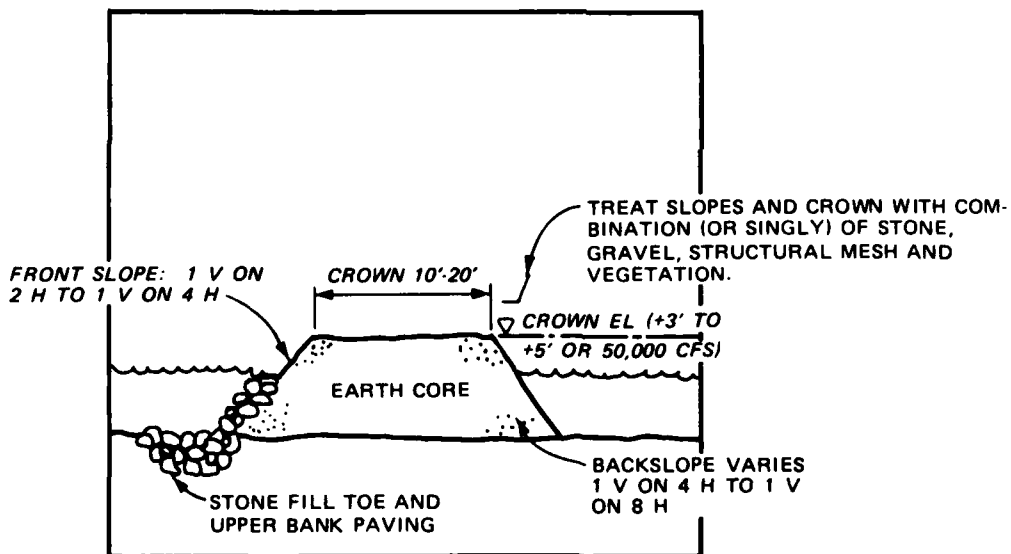 TREAT SLOPES AND CROWN WITH COM-
BINATION (OR SINGLY) OF STONE,
GRAVEL, STRUCTURAL MESH AND
VEGETATION.
FRONT SLOPE: 1 V ON
2 H TO 1 V ON 4 H
CROWN 10'-20'
CROWN EL (+3' TO
+5' OR 50,000 CFS)
EARTH CORE
BACKSLOPE VARIES
1 V ON 4 H TO 1 V
ON 8 H
STONE FILL TOE AND
UPPER BANK PAVING